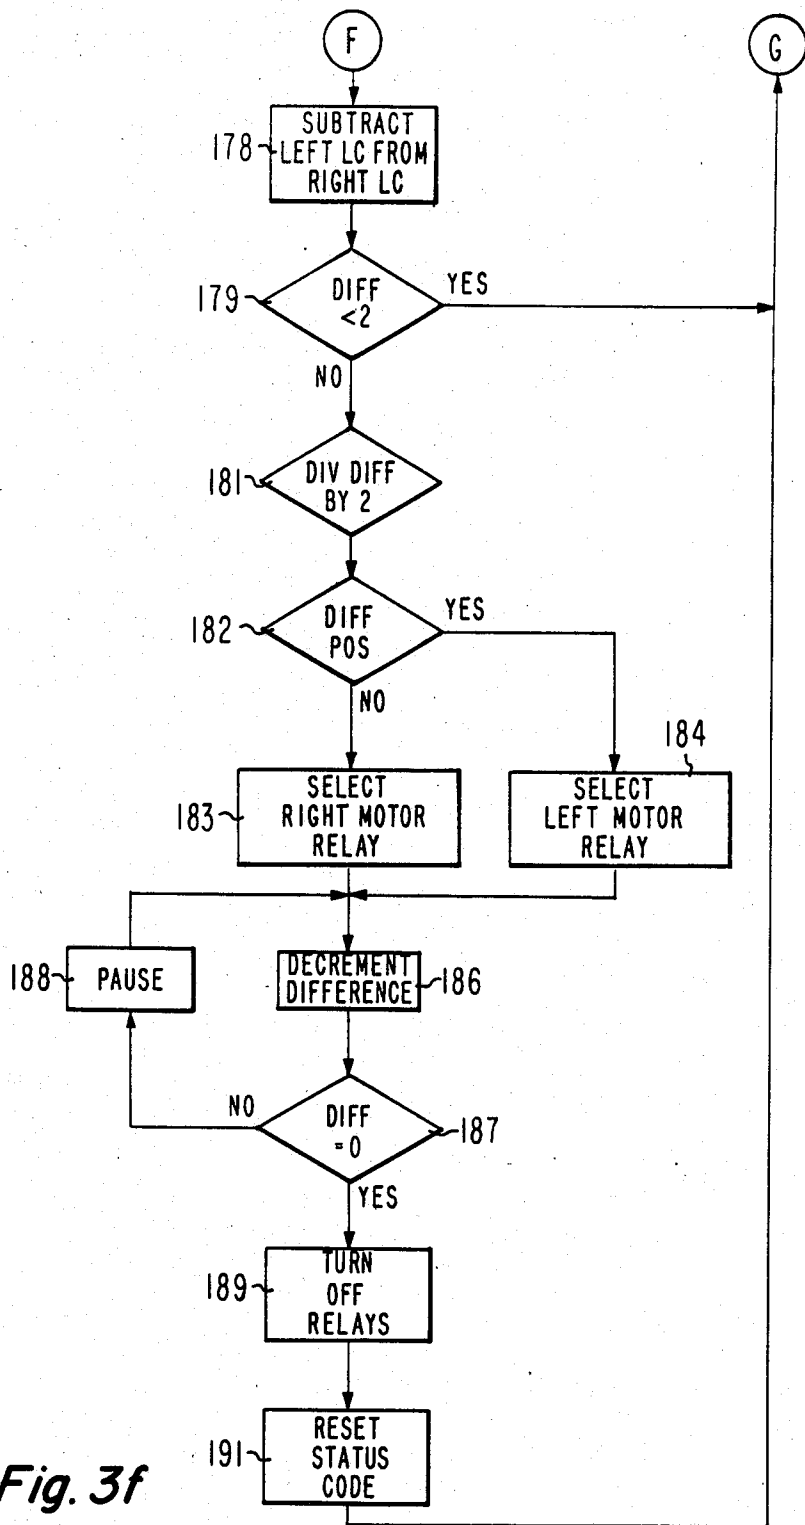 F
G
178
SUBTRACT
LEFT LC FROM
RIGHT LC
179
DIFF
<2
YES
NO
181
DIV DIFF
BY 2
182
DIFF
POS
YES
NO
183
SELECT
RIGHT MOTOR
RELAY
184
SELECT
LEFT MOTOR
RELAY
188
PAUSE
DECREMENT
DIFFERENCE
186
NO
DIFF
=0
187
YES
189
TURN
OFF
RELAYS
191
RESET
STATUS
CODE
Fig. 3f